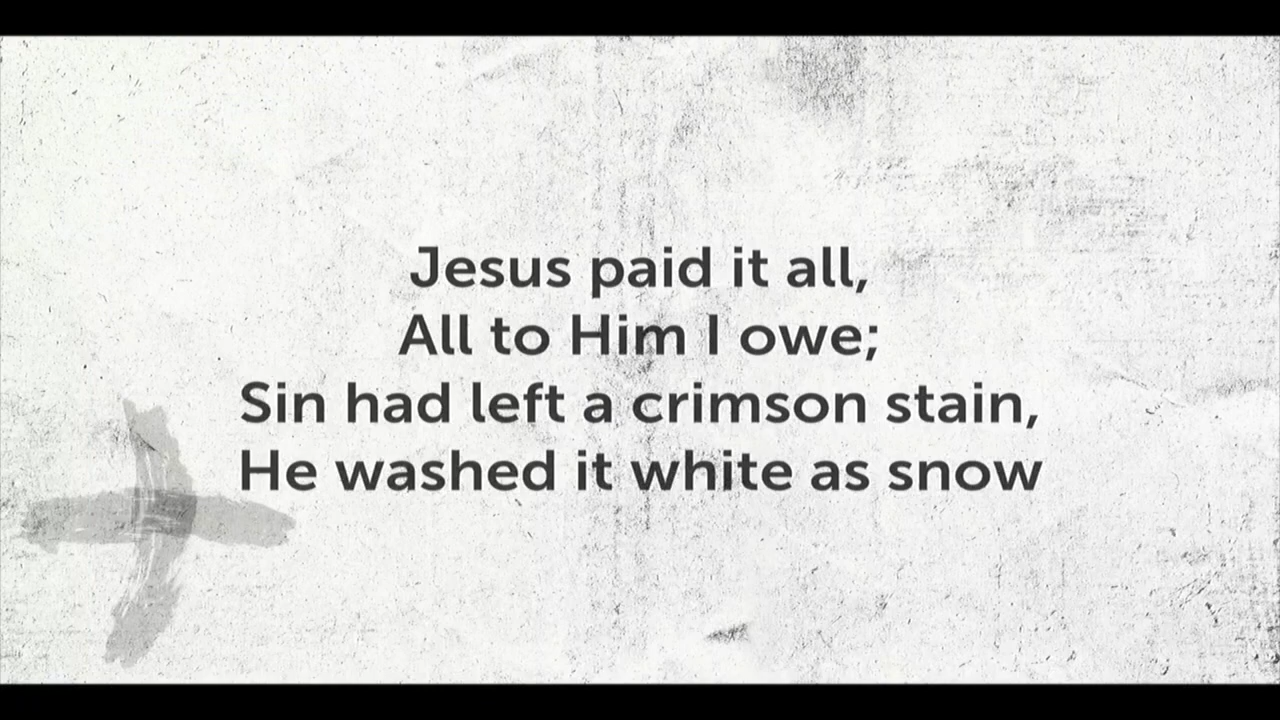 Jesus paid it all,
All to Him I owe;
Sin had left a crimson stain,
He washed it white as snow